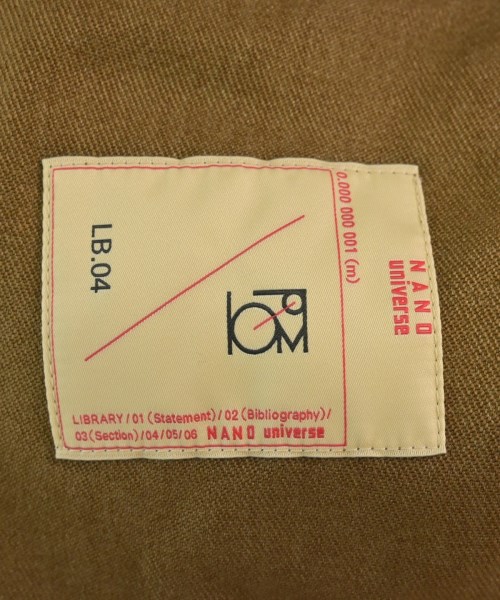 NANO
universe
0.000 000 001 (m)
LB.04
LIBRARY/01 (Statement)/02 (Bibliography)/
03 (Section)/04/05/06 NANO universe